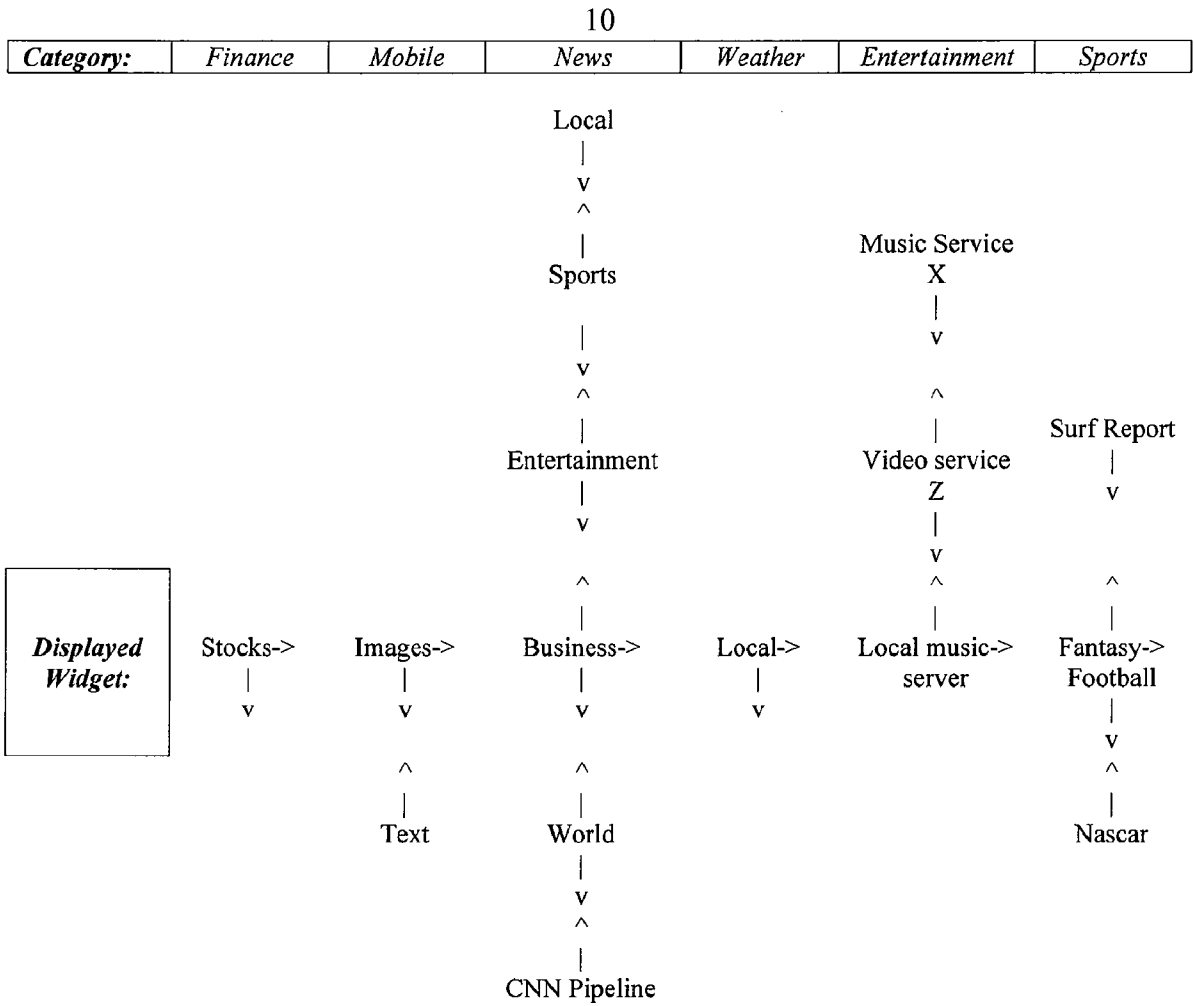 10
Category: Finance Mobile News Weather Entertainment Sports
Local
|
v
^
|
Sports Music Service
X
|
| v
v
^ ^
| | Surf Report
Entertainment Video service |
| Z v
v |
v
^ ^ ^
| | |
Displayed Stocks-> Images-> Business-> Local-> Local music-> Fantasy->
Widget: | | | | server Football
v v v v |
v
^ ^ ^
| | |
Text World Nascar
|
v
^
|
CNN Pipeline